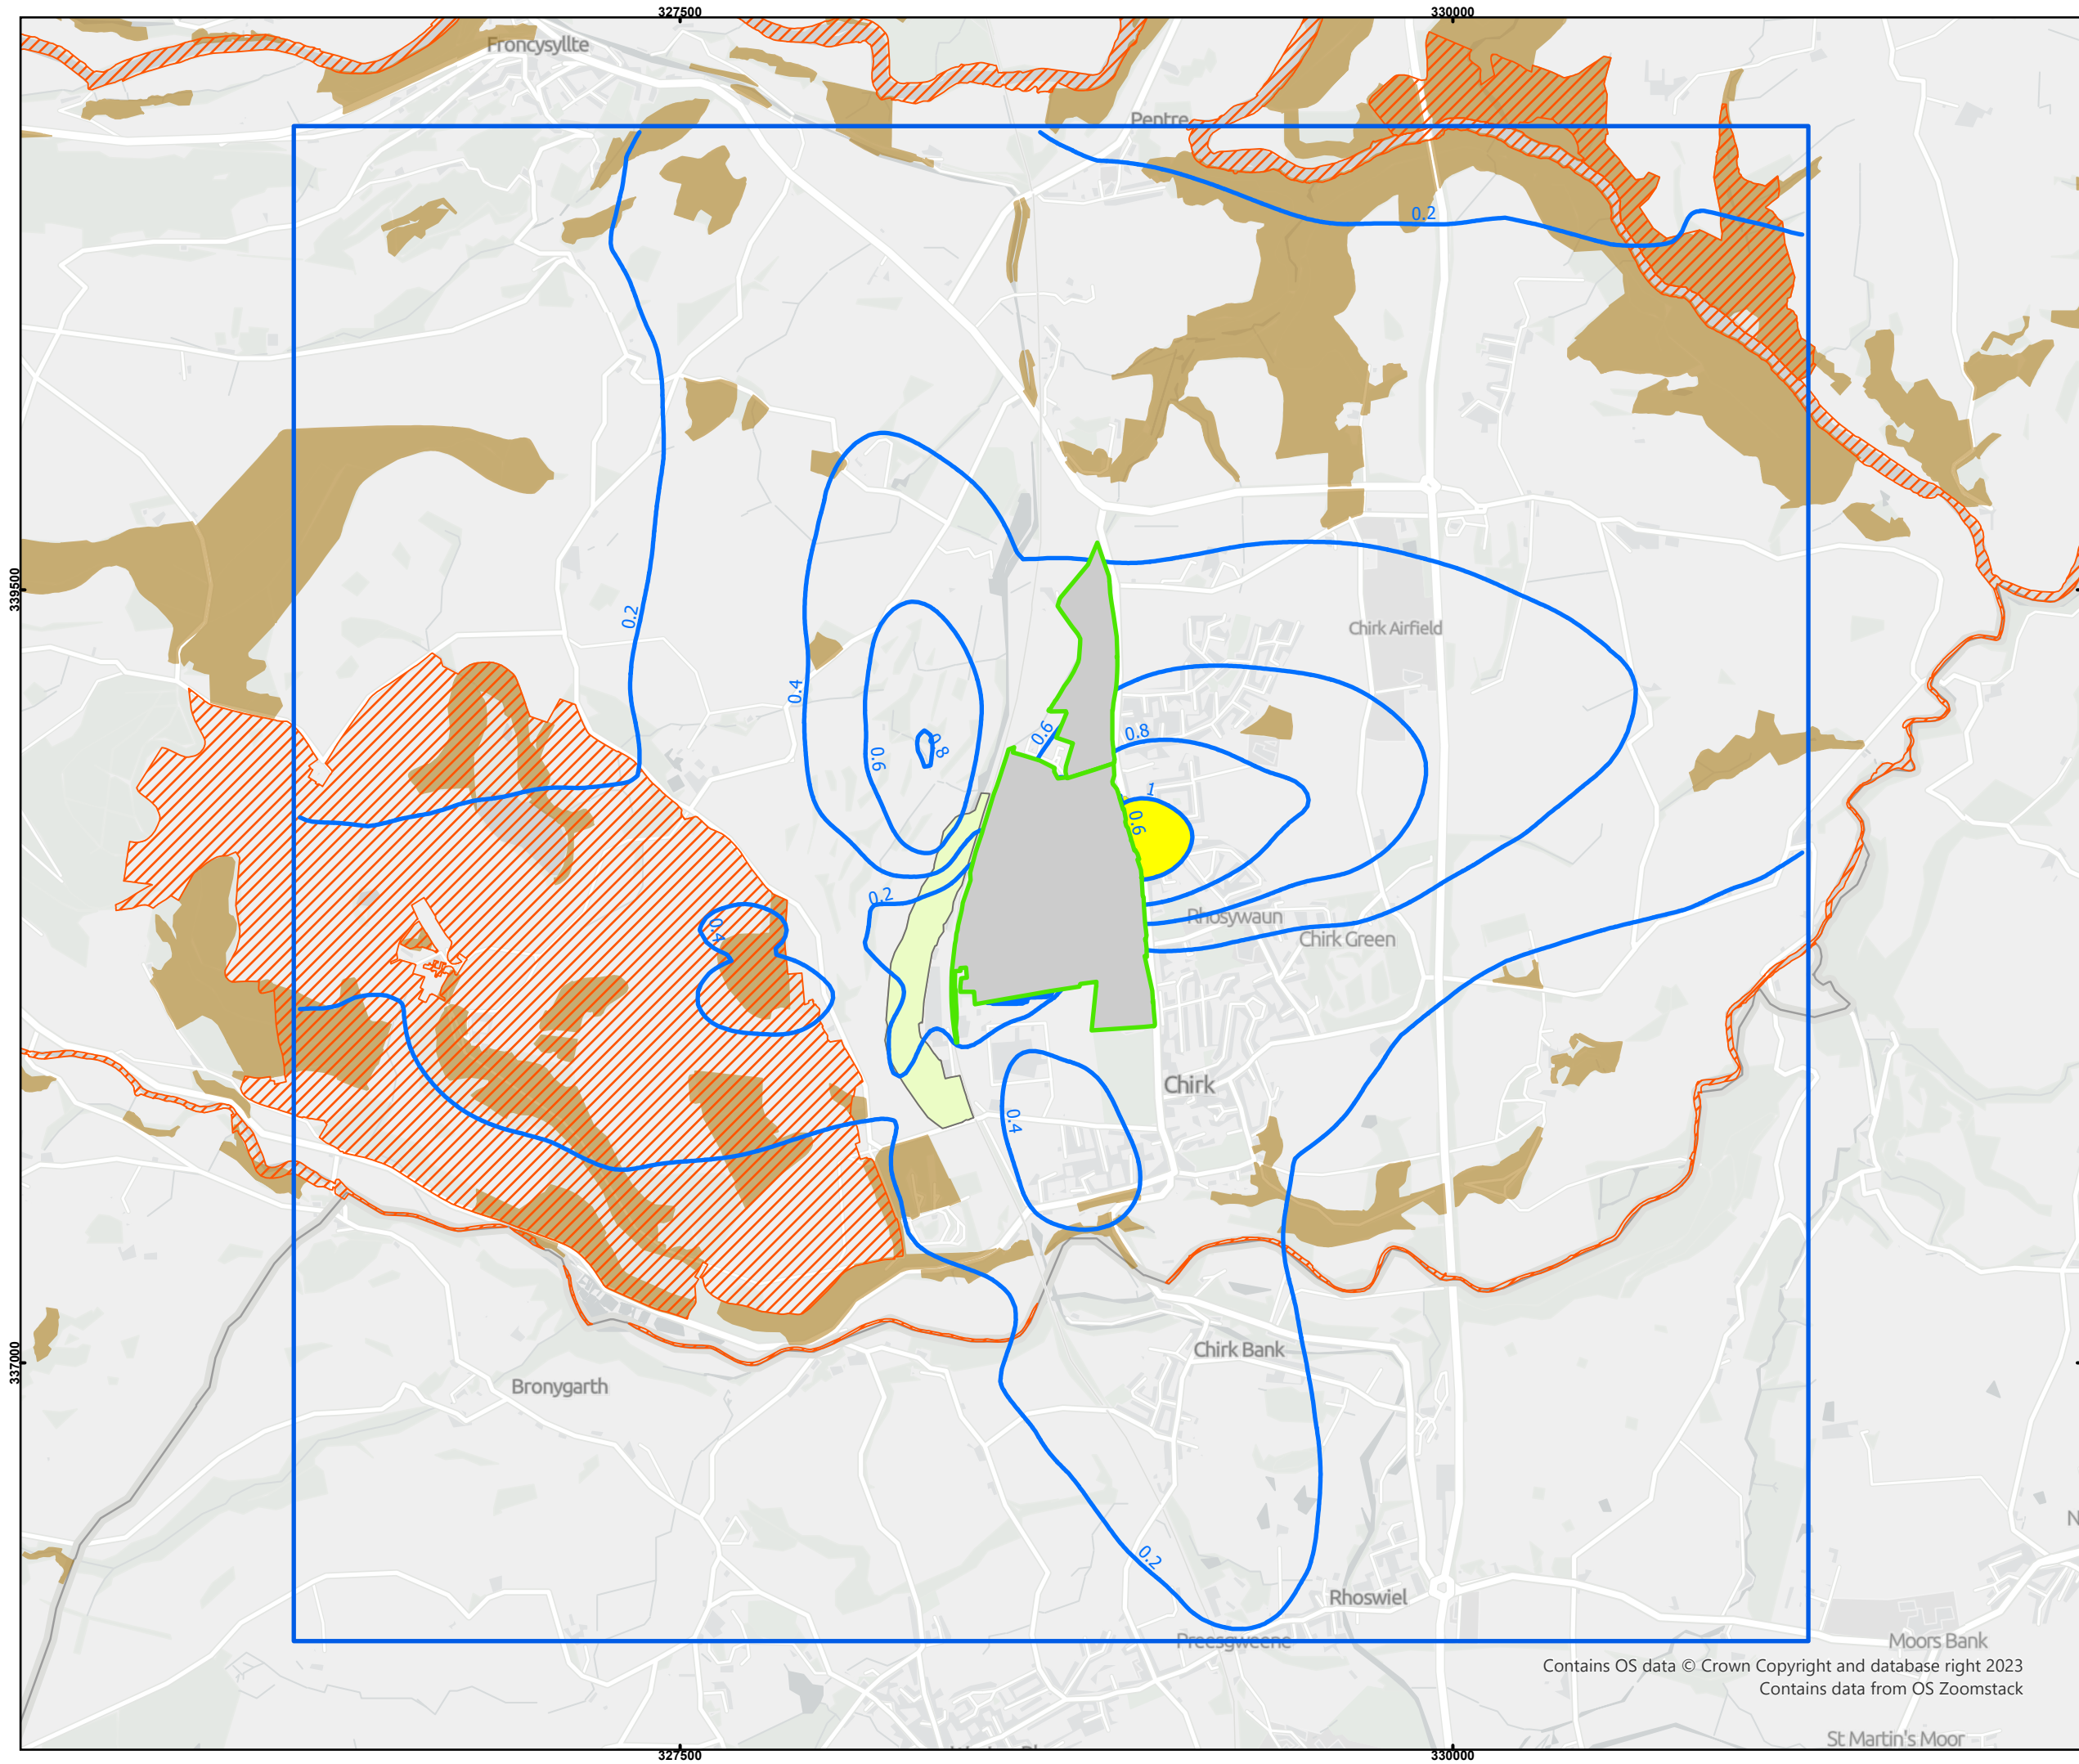 327500
330000
Froncysyllte
Pentre
0.2
339500
0.2
Chirk Airfield
0.4
0.6
0.8
0.6
0.8
1
0.6
0.2
0.4
Rhosywaun
Chirk Green
Chirk
0.4
Chirk Bank
337000
Bronygarth
0.2
Rhoswiel
Preesgweene
Moors Bank
Contains OS data © Crown Copyright and database right 2023
Contains data from OS Zoomstack
St Martin's Moor
327500
330000